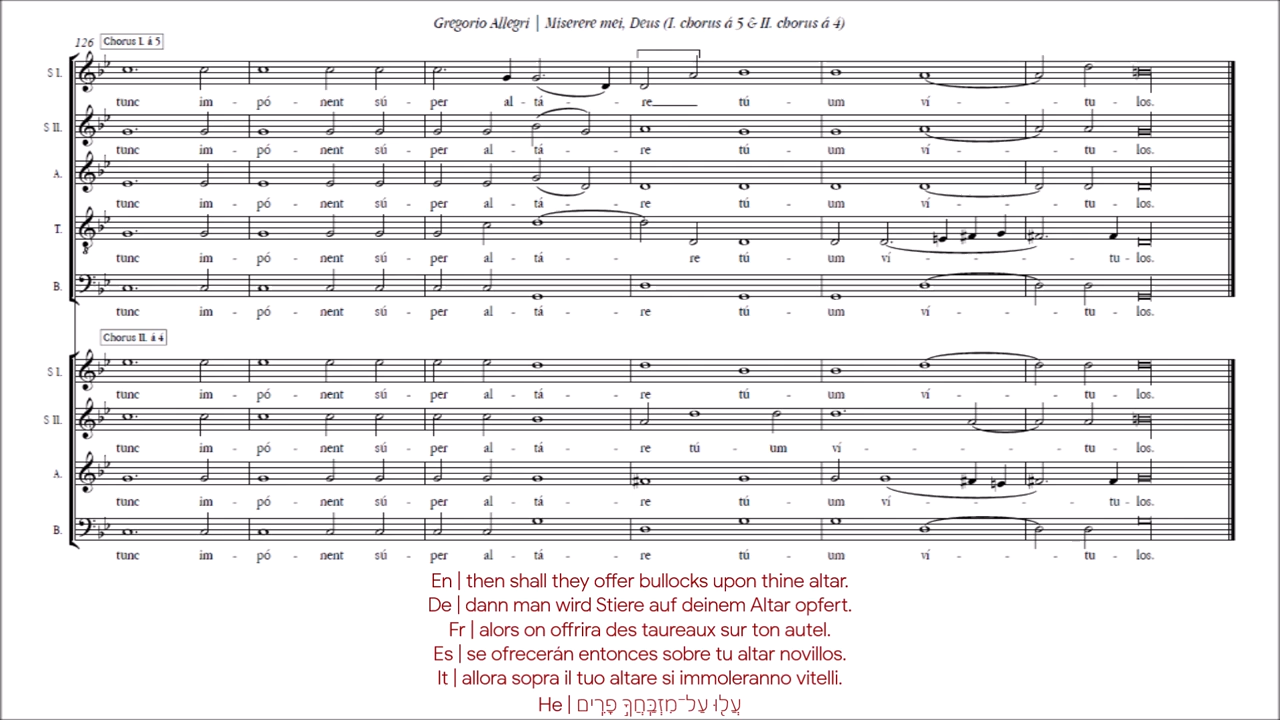 Gregorio Allegri | Miserere mei, Deus (I. chorus á 5 & II. chorus á 4)
126 Chorus I. á 5
S I.
tunc im - pó - nent sú - per al - tá - - re tú - um ví - - - tu - los.
S II.
tunc im - pó - nent sú - per al - tá - re tú - um ví - - - tu - los.
A.
tunc im - pó - nent sú - per al - tá - re tú - um ví - - - tu - los.
T.
8
tunc im - pó - nent sú - per al - tá - - re tú - um ví - - - - tu - los.
B.
tunc im - pó - nent sú - per al - tá - re tú - um ví - - - tu - los.
Chorus II. á 4
S I.
tunc im - pó - nent sú - per al - tá - re tú - um ví - - - tu - los.
S II.
tunc im - pó - nent sú - per al - tá - re tú - um ví - - - tu - los.
A.
tunc im - pó - nent sú - per al - tá - re tú - um ví - - - - tu - los.
B.
tunc im - pó - nent sú - per al - tá - re tú - um ví - - - tu - los.
En | then shall they offer bullocks upon thine altar.
De | dann man wird Stiere auf deinem Altar opfert.
Fr | alors on offrira des taureaux sur ton autel.
Es | se ofrecerán entonces sobre tu altar novillos.
It | allora sopra il tuo altare si immoleranno vitelli.
He | עֲל֖וּ עַל־מִזְבַּחֲךָ֣ פָרִֽים